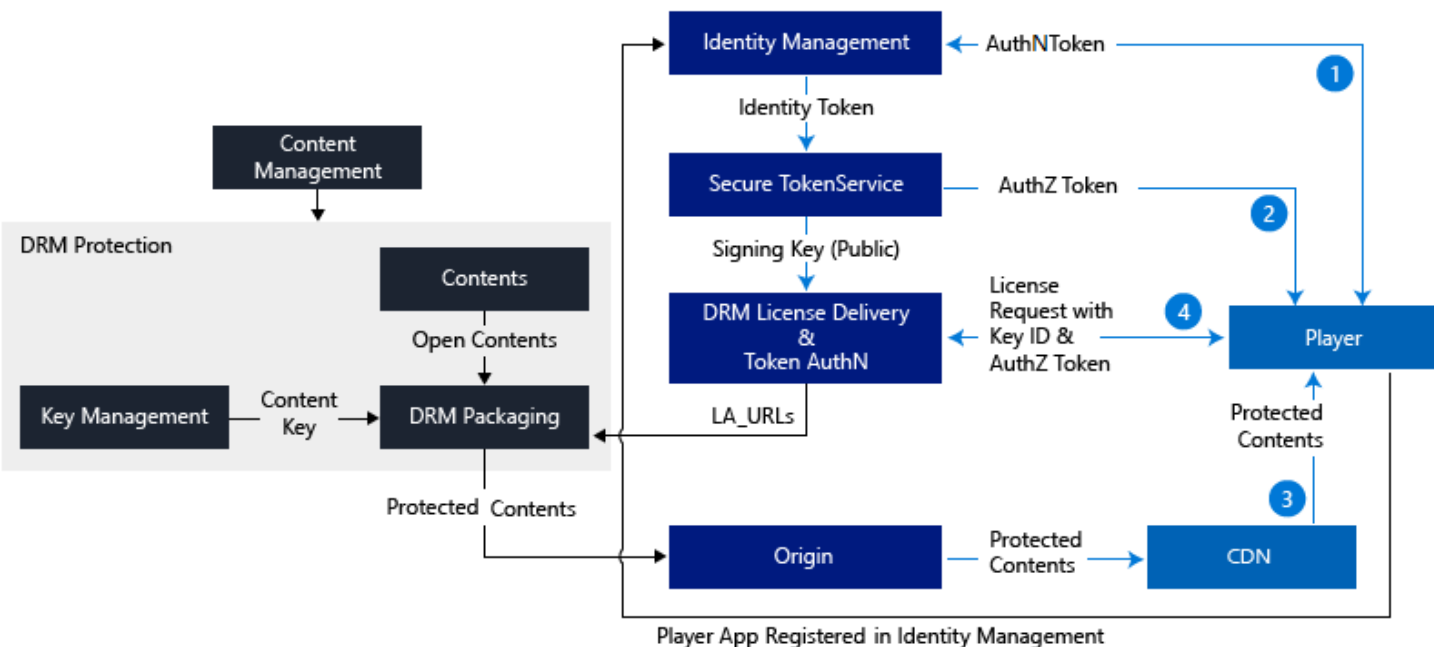 Identity Management
AuthNToken
1
Identity Token
Content
Management
Secure TokenService
AuthZ Token
2
DRM Protection
Signing Key (Public)
Contents
Open Contents
DRM License Delivery
&
Token AuthN
License
Request with
Key ID &
AuthZ Token
4
Player
Key Management
Content
Key
DRM Packaging
LA_URLs
Protected
Contents
Protected Contents
3
Origin
Protected
Contents
CDN
Player App Registered in Identity Management